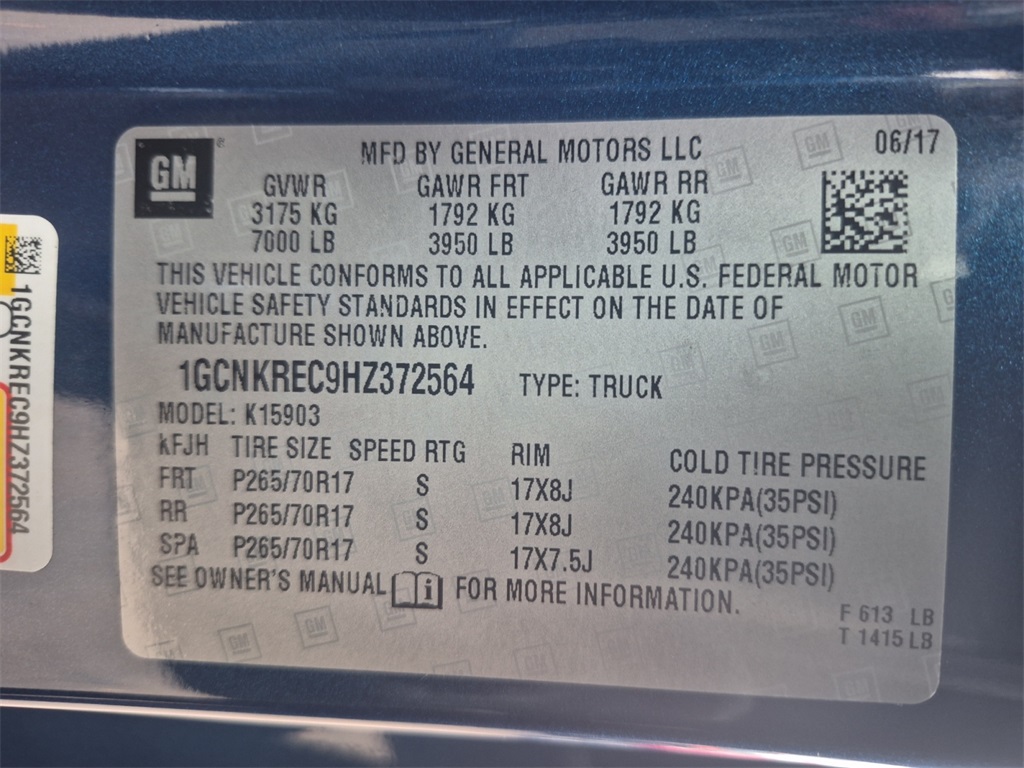 GM
MFD BY GENERAL MOTORS LLC 06/17
GVWR GAWR FRT GAWR RR
3175 KG 1792 KG 1792 KG
7000 LB 3950 LB 3950 LB
THIS VEHICLE CONFORMS TO ALL APPLICABLE U.S. FEDERAL MOTOR
VEHICLE SAFETY STANDARDS IN EFFECT ON THE DATE OF
MANUFACTURE SHOWN ABOVE.
1GCNKREC9HZ372564 TYPE: TRUCK
MODEL: K15903
kFJH TIRE SIZE SPEED RTG RIM COLD TIRE PRESSURE
FRT P265/70R17 S 17X8J 240KPA(35PSI)
RR P265/70R17 S 17X8J 240KPA(35PSI)
SPA P265/70R17 S 17X7.5J 240KPA(35PSI)
SEE OWNER'S MANUAL i FOR MORE INFORMATION.
F 613 LB
T 1415 LB
1GCNKREC9HZ372564